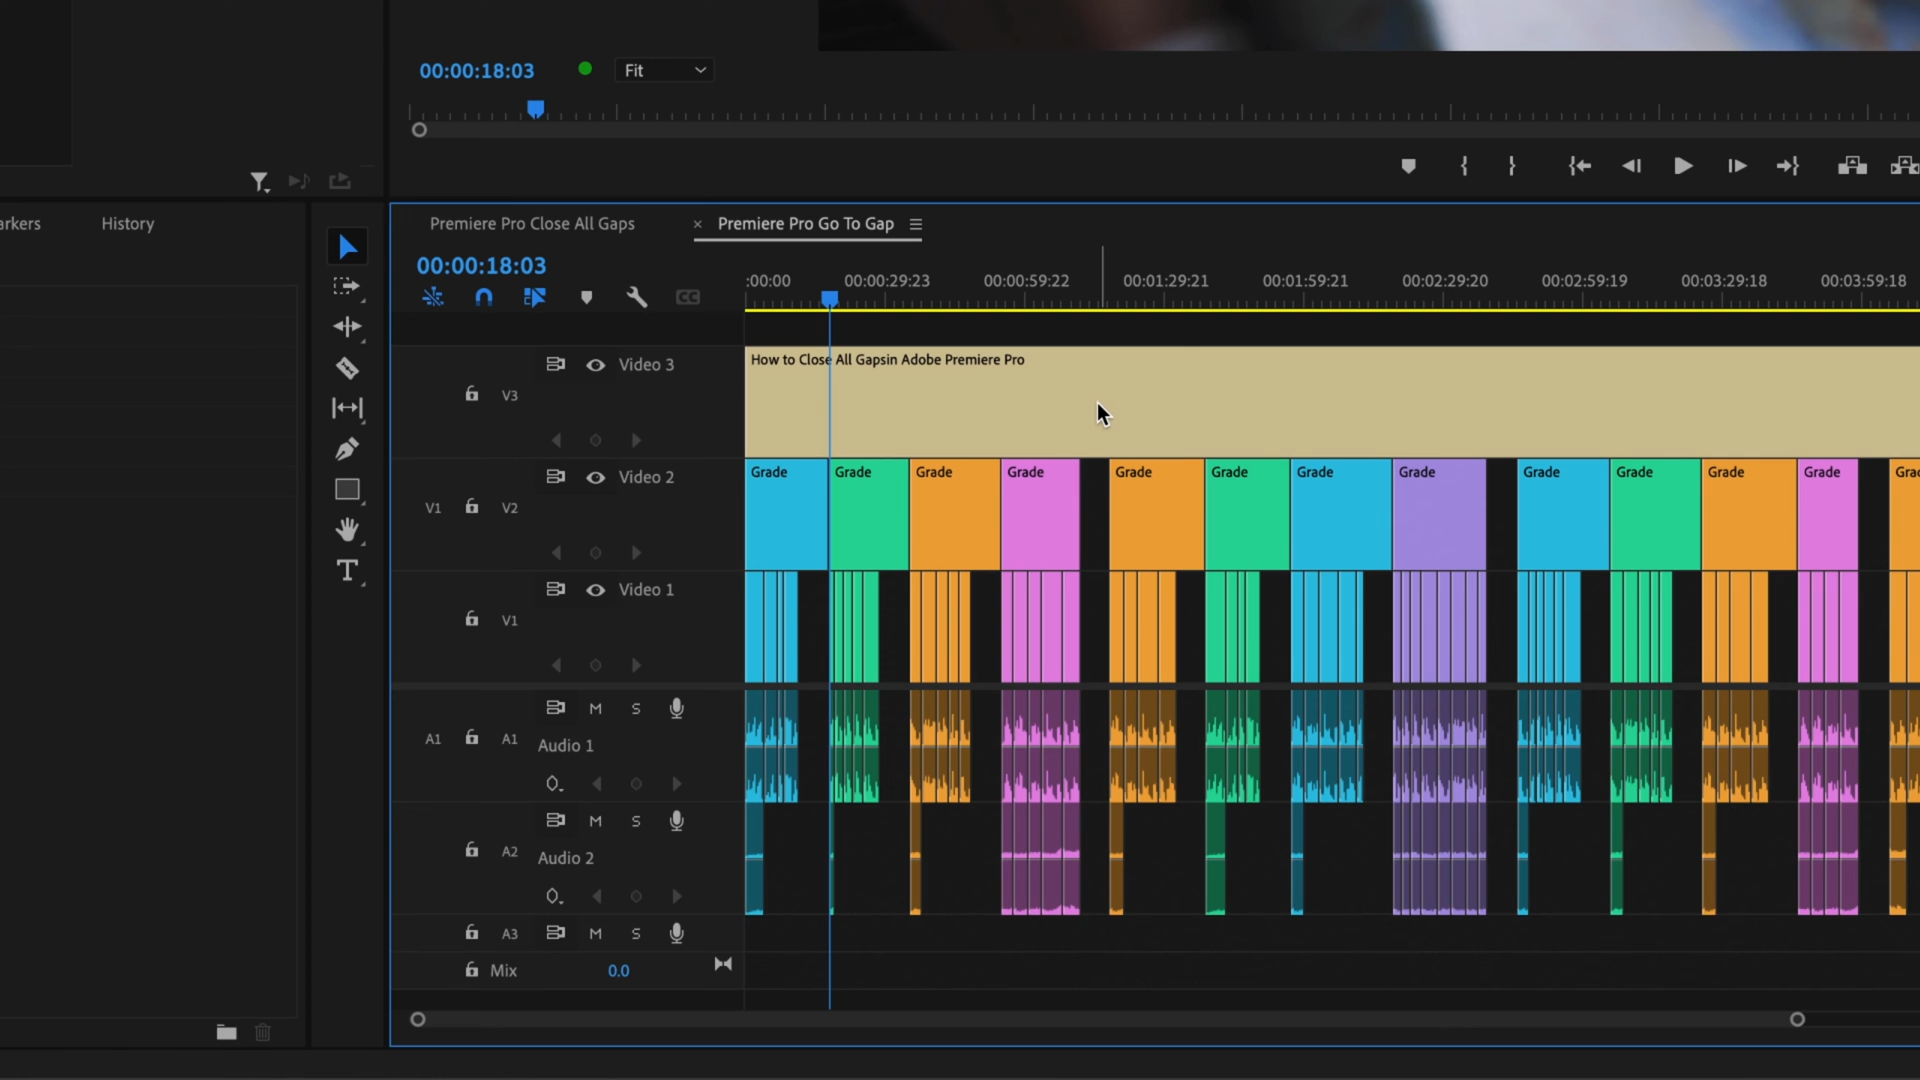 00:00:18:03
Fit
arkers
History
Premiere Pro Close All Gaps
× Premiere Pro Go To Gap
00:00:18:03
:00:00
00:00:29:23
00:00:59:22
00:01:29:21
00:01:59:21
00:02:29:20
00:02:59:19
00:03:29:18
00:03:59:18
CC
V3
Video 3
How to Close All Gapsin Adobe Premiere Pro
V1
V2
Video 2
Grade
Grade
Grade
Grade
Grade
Grade
Grade
Grade
Grade
Grade
Grade
Grade
Grac
V1
Video 1
A1
A1
M
S
Audio 1
A2
M
S
Audio 2
A3
M
S
Mix
0.0